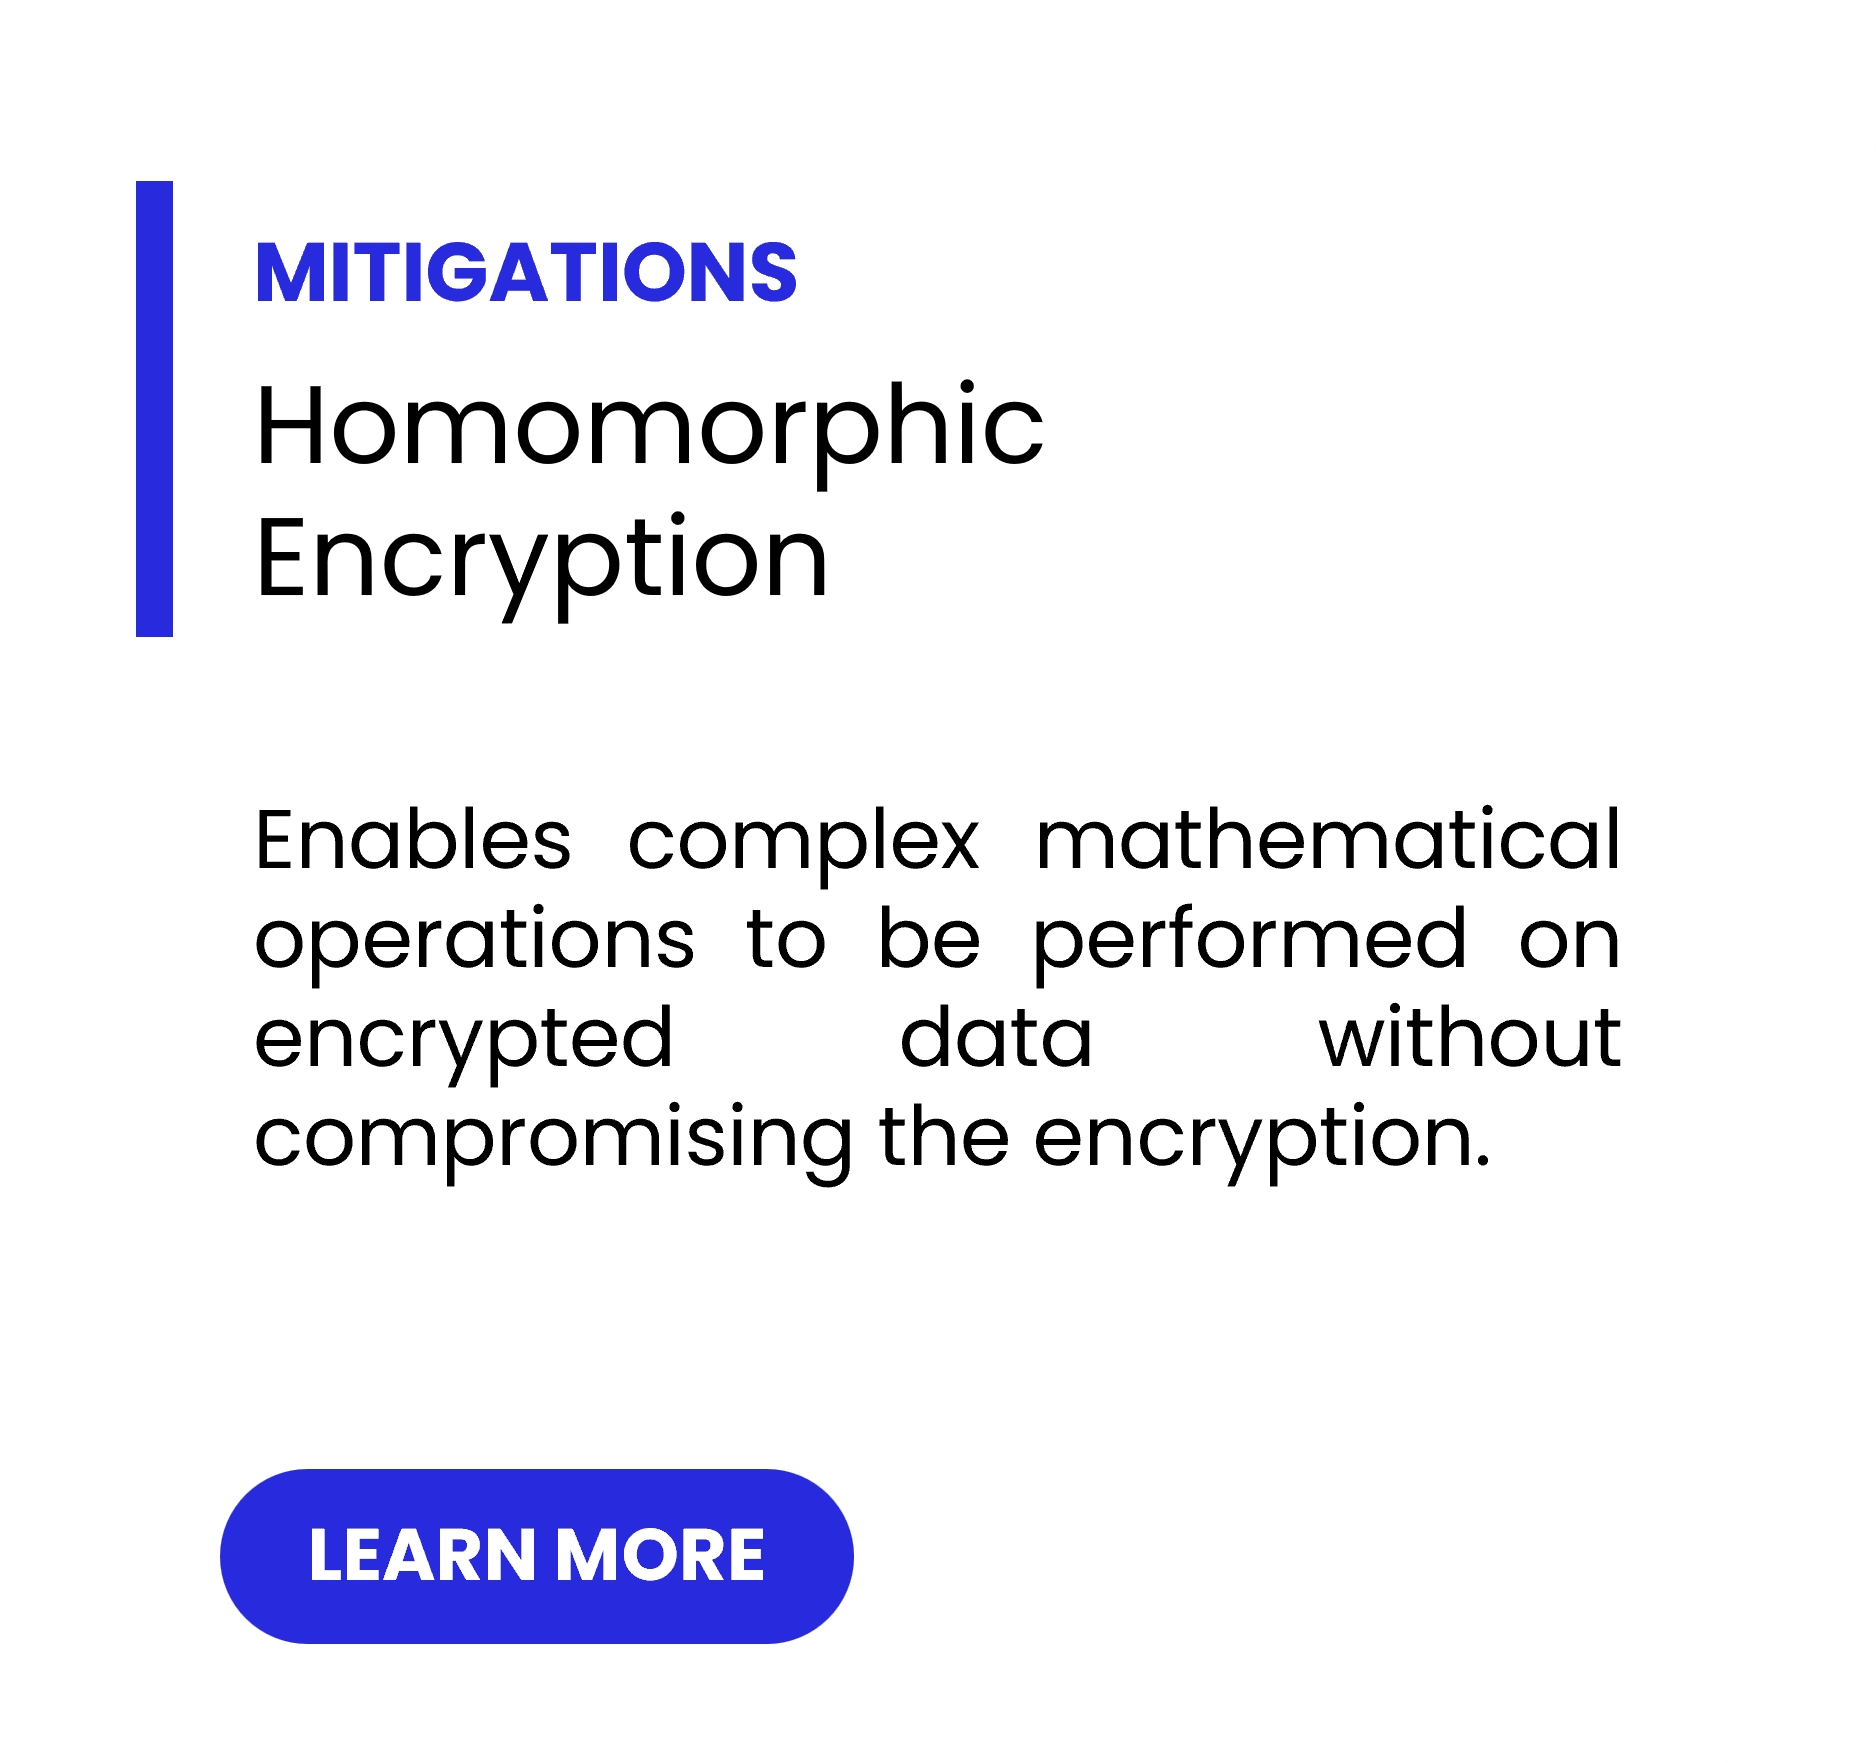 MITIGATIONS
Homomorphic
Encryption
Enables complex mathematical
operations to be performed on
encrypted data without
compromising the encryption.
LEARN MORE